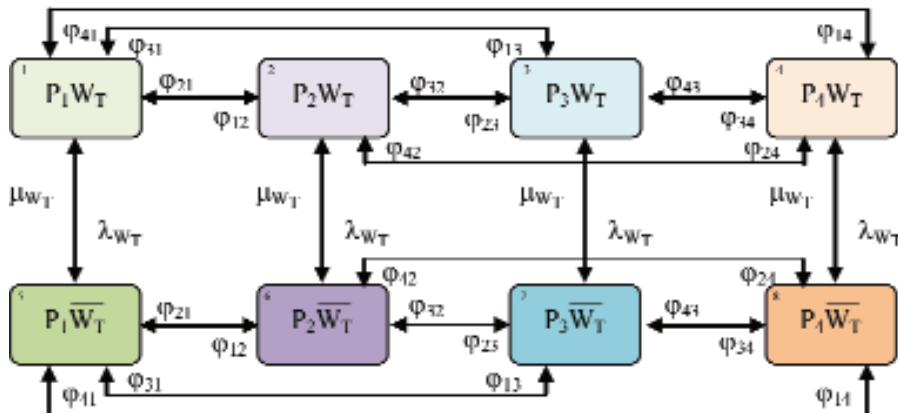 φ41 φ31 φ13 φ14
1 2 3 4
P1WT φ21 P2WT φ32 P3WT φ43 P4WT
φ12 φ23 φ34
φ42 φ24
μWT μWT μWT μWT
λWT λWT λWT λWT
φ42 φ24
5 6 7 8
P1W̅T̅ φ21 P2W̅T̅ φ32 P3W̅T̅ φ43 P4W̅T̅
φ12 φ23 φ34
φ31 φ13
φ41 φ14